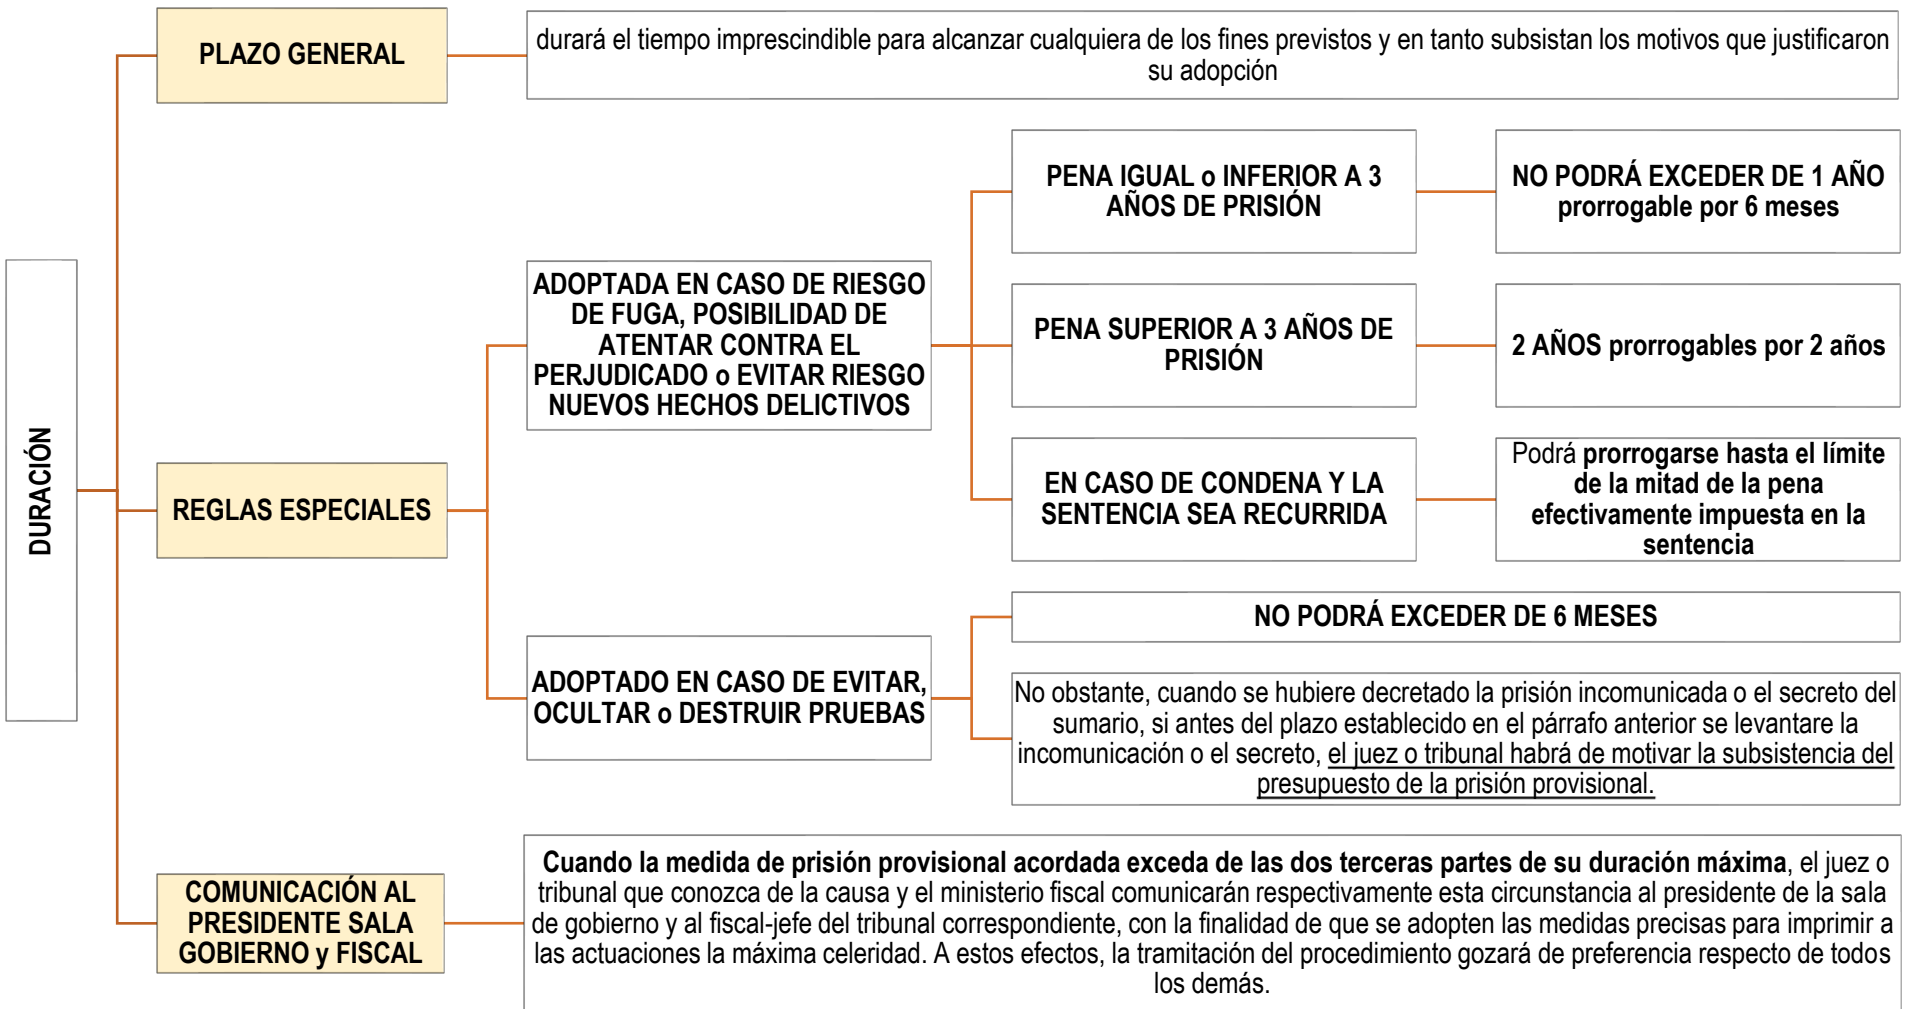 DURACIÓN
PLAZO GENERAL
durará el tiempo imprescindible para alcanzar cualquiera de los fines previstos y en tanto subsistan los motivos que justificaron
su adopción
REGLAS ESPECIALES
ADOPTADA EN CASO DE RIESGO
DE FUGA, POSIBILIDAD DE
ATENTAR CONTRA EL
PERJUDICADO o EVITAR RIESGO
NUEVOS HECHOS DELICTIVOS
PENA IGUAL o INFERIOR A 3
AÑOS DE PRISIÓN
NO PODRÁ EXCEDER DE 1 AÑO
prorrogable por 6 meses
PENA SUPERIOR A 3 AÑOS DE
PRISIÓN
2 AÑOS prorrogables por 2 años
EN CASO DE CONDENA Y LA
SENTENCIA SEA RECURRIDA
Podrá prorrogarse hasta el límite
de la mitad de la pena
efectivamente impuesta en la
sentencia
ADOPTADO EN CASO DE EVITAR,
OCULTAR o DESTRUIR PRUEBAS
NO PODRÁ EXCEDER DE 6 MESES
No obstante, cuando se hubiere decretado la prisión incomunicada o el secreto del
sumario, si antes del plazo establecido en el párrafo anterior se levantare la
incomunicación o el secreto, el juez o tribunal habrá de motivar la subsistencia del
presupuesto de la prisión provisional.
COMUNICACIÓN AL
PRESIDENTE SALA
GOBIERNO y FISCAL
Cuando la medida de prisión provisional acordada exceda de las dos terceras partes de su duración máxima, el juez o
tribunal que conozca de la causa y el ministerio fiscal comunicarán respectivamente esta circunstancia al presidente de la sala
de gobierno y al fiscal-jefe del tribunal correspondiente, con la finalidad de que se adopten las medidas precisas para imprimir a
las actuaciones la máxima celeridad. A estos efectos, la tramitación del procedimiento gozará de preferencia respecto de todos
los demás.